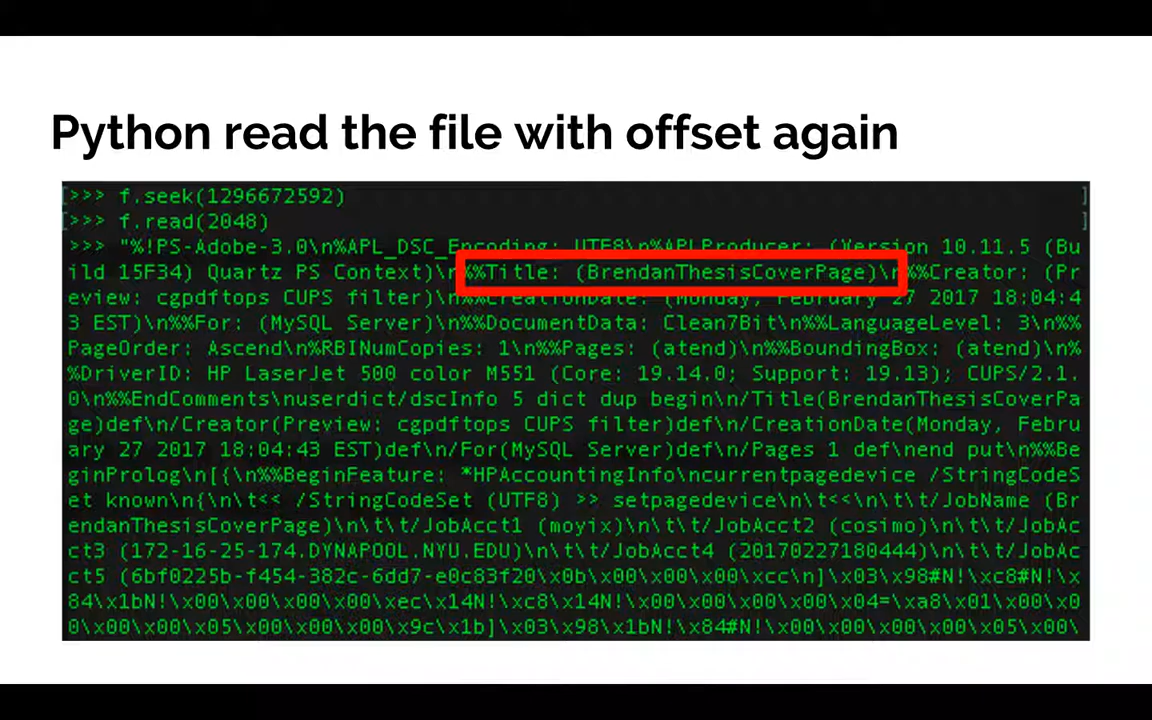 Python read the file with offset again
[>>> f.seek(1296672592) ]
[>>> f.read(2048) ]
>>> "%!PS-Adobe-3.0\n%APL_DSC_Encoding: UTF8\n%APLProducer: (Version 10.11.5 (Bu
ild 15F34) Quartz PS Context)\n%%Title: (BrendanThesisCoverPage)\n%%Creator: (Pr
eview: cgpdftops CUPS filter)\n%%CreationDate: (Monday, February 27 2017 18:04:4
3 EST)\n%%For: (MySQL Server)\n%%DocumentData: Clean7Bit\n%%LanguageLevel: 3\n%%
PageOrder: Ascend\n%RBINumCopies: 1\n%%Pages: (atend)\n%%BoundingBox: (atend)\n%
%DriverID: HP LaserJet 500 color M551 (Core: 19.14.0; Support: 19.13); CUPS/2.1.
0\n%%EndComments\nuserdict/dscInfo 5 dict dup begin\n/Title(BrendanThesisCoverPa
ge)def\n/Creator(Preview: cgpdftops CUPS filter)def\n/CreationDate(Monday, Febru
ary 27 2017 18:04:43 EST)def\n/For(MySQL Server)def\n/Pages 1 def\nend put\n%%Be
ginProlog\n[{\n%%BeginFeature: *HPAccountingInfo\ncurrentpagedevice /StringCodeS
et known\n{\n\t<< /StringCodeSet (UTF8) >> setpagedevice\n\t<<\n\t\t/JobName (Br
endanThesisCoverPage)\n\t\t/JobAcct1 (moyix)\n\t\t/JobAcct2 (cosimo)\n\t\t/JobAc
ct3 (172-16-25-174.DYNAPOOL.NYU.EDU)\n\t\t/JobAcct4 (20170227180444)\n\t\t/JobAc
ct5 (6bf0225b-f454-382c-6dd7-e0c83f20\x0b\x00\x00\x00\xcc\n]\x03\x98#N!\xc8#N!\x
84\x1bN!\x00\x00\x00\x00\xec\x14N!\xc8\x14N!\x00\x00\x00\x00\x04=\xa8\x01\x00\x0
0\x00\x00\x05\x00\x00\x00\x9c\x1b]\x03\x98\x1bN!\x84#N!\x00\x00\x00\x00\x05\x00\